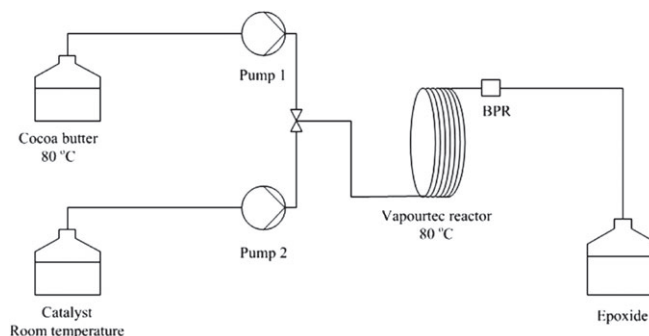 Pump 1
Cocoa butter
80 °C
BPR
Vapourtec reactor
80 °C
Pump 2
Catalyst
Room temperature
Epoxide